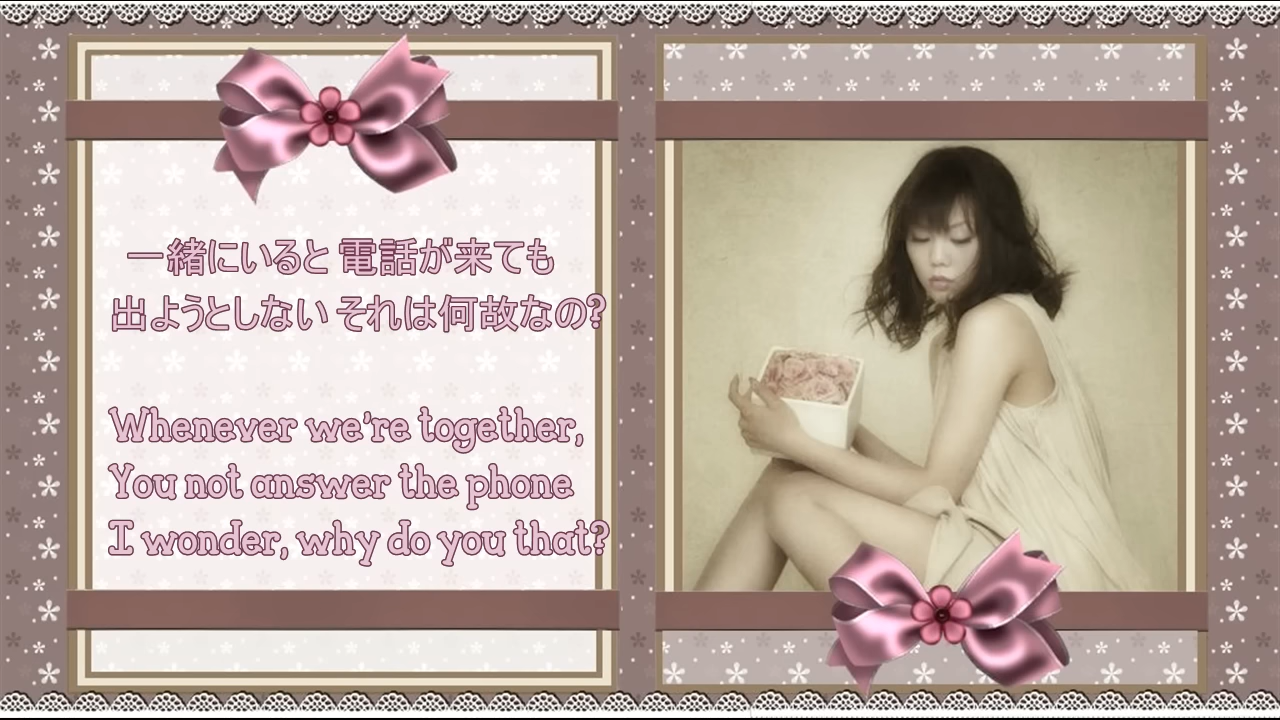 一緒にいると 電話が来ても
出ようとしない それは何故なの?
Whenever we're together,
You not answer the phone
I wonder, why do you that?